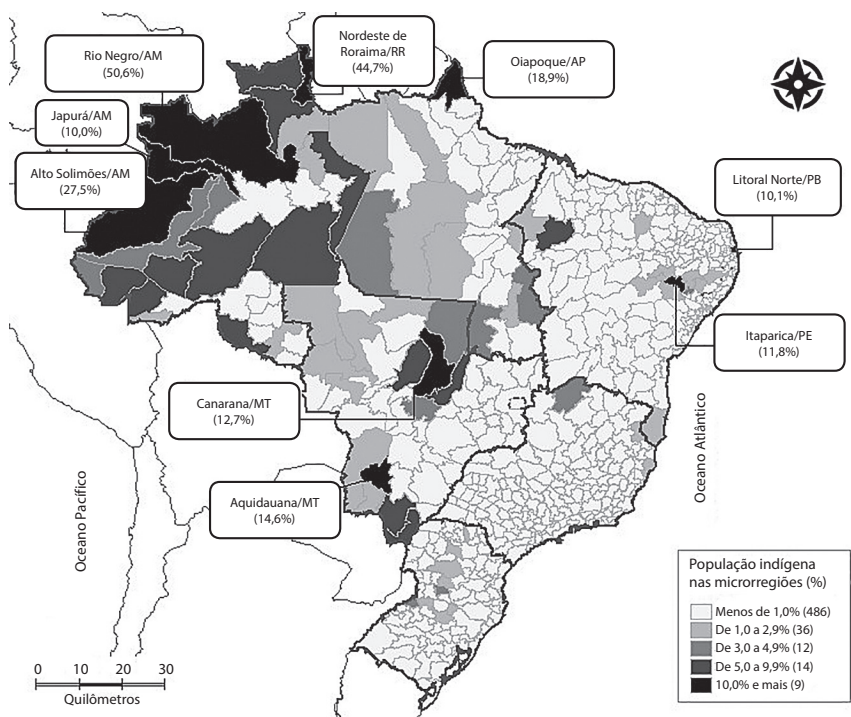 Rio Negro/AM
(50,6%)
Nordeste de
Roraima/RR
(44,7%)
Oiapoque/AP
(18,9%)
Japurá/AM
(10,0%)
Alto Solimões/AM
(27,5%)
Litoral Norte/PB
(10,1%)
Itaparica/PE
(11,8%)
Canarana/MT
(12,7%)
Aquidauana/MT
(14,6%)
Oceano Pacífico
Oceano Atlântico
População indígena
nas microrregiões (%)
Menos de 1,0% (486)
De 1,0 a 2,9% (36)
De 3,0 a 4,9% (12)
De 5,0 a 9,9% (14)
10,0% e mais (9)
0 10 20 30
Quilômetros